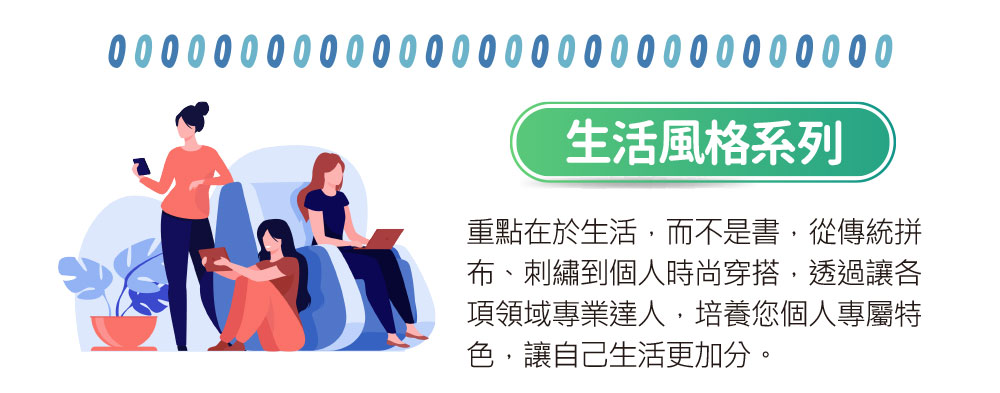 生活風格系列
重點在於生活，而不是書，從傳統拼
布、刺繡到個人時尚穿搭，透過讓各
項領域專業達人，培養您個人專屬特
色，讓自己生活更加分。